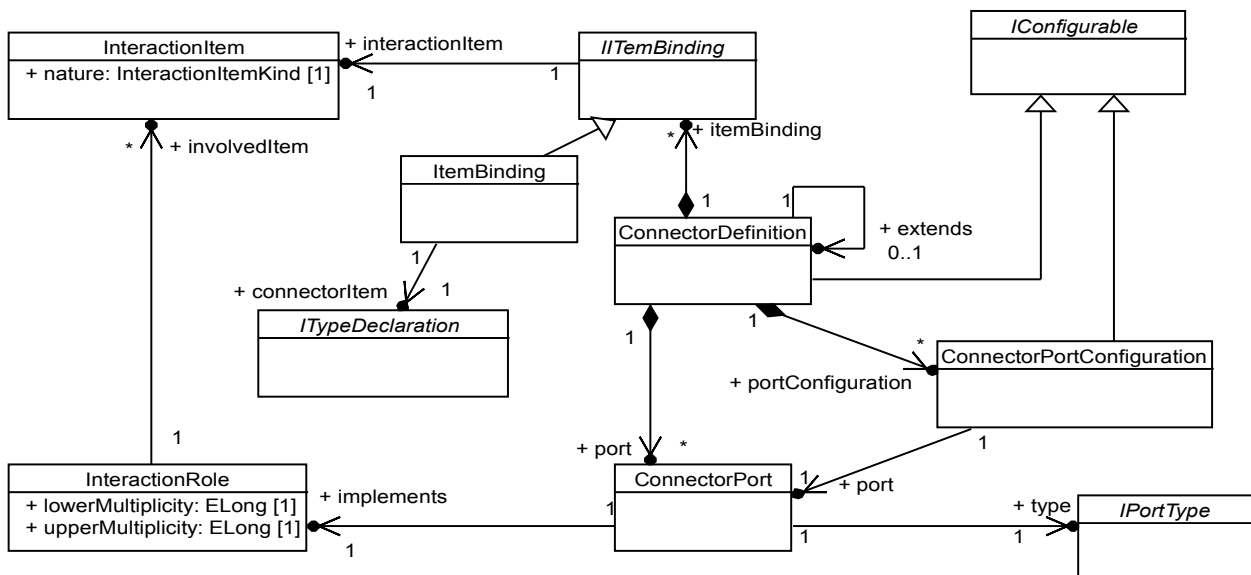 InteractionItem
+ nature: InteractionItemKind [1]
+ interactionItem
1
1
IITemBinding
IConfigurable
*
+ involvedItem
*
+ itemBinding
ItemBinding
1
1
ConnectorDefinition
+ extends
0..1
1
+ connectorItem
1
ITypeDeclaration
1
1
*
+ portConfiguration
ConnectorPortConfiguration
1
1
+ port
*
InteractionRole
+ lowerMultiplicity: ELong [1]
+ upperMultiplicity: ELong [1]
+ implements
1
1
ConnectorPort
1
+ port
1
+ type
1
IPortType